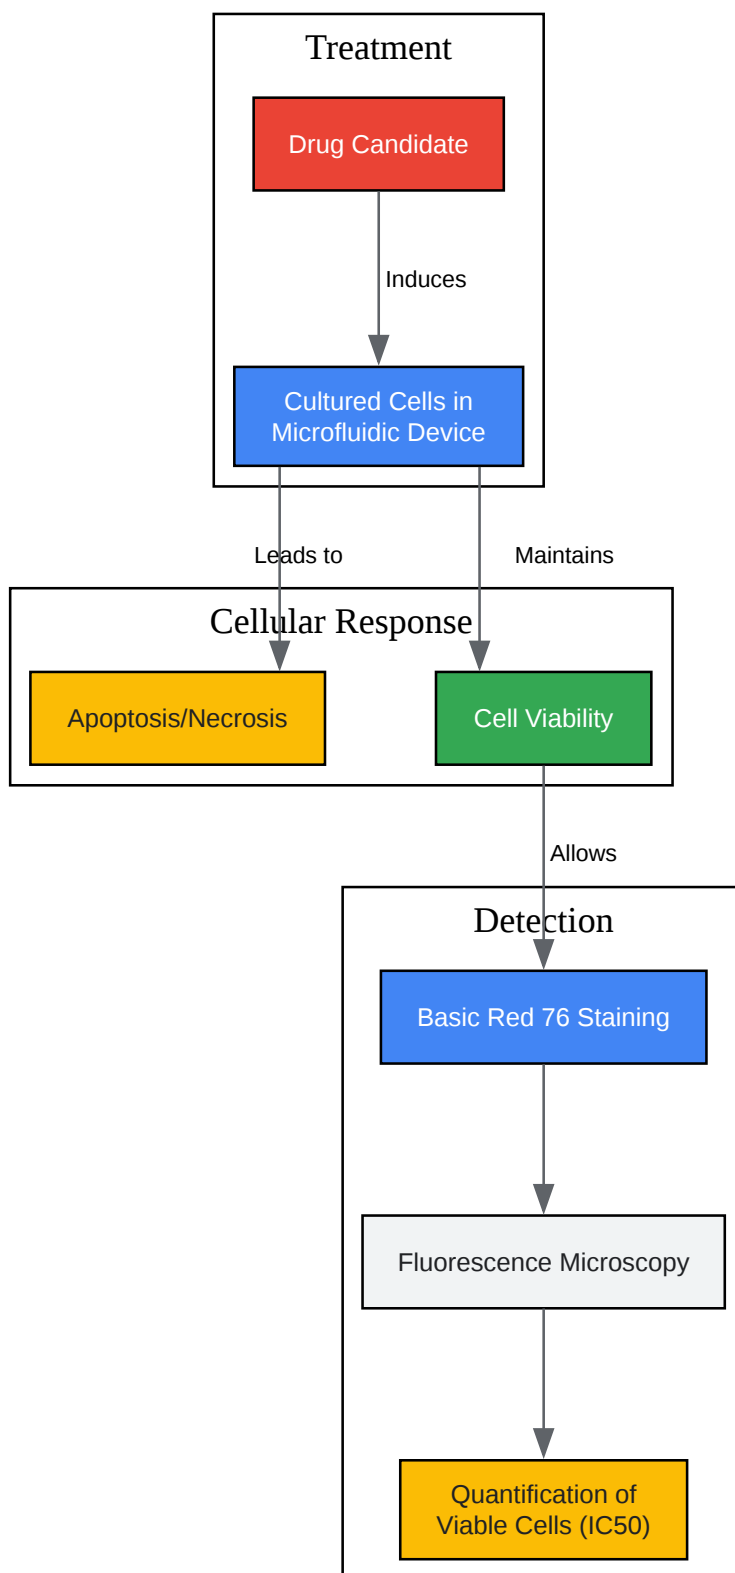 Treatment
Drug Candidate
Induces
Cultured Cells in
Microfluidic Device
Leads to
Maintains
Cellular Response
Apoptosis/Necrosis
Cell Viability
Allows
Detection
Basic Red 76 Staining
Fluorescence Microscopy
Quantification of
Viable Cells (IC50)